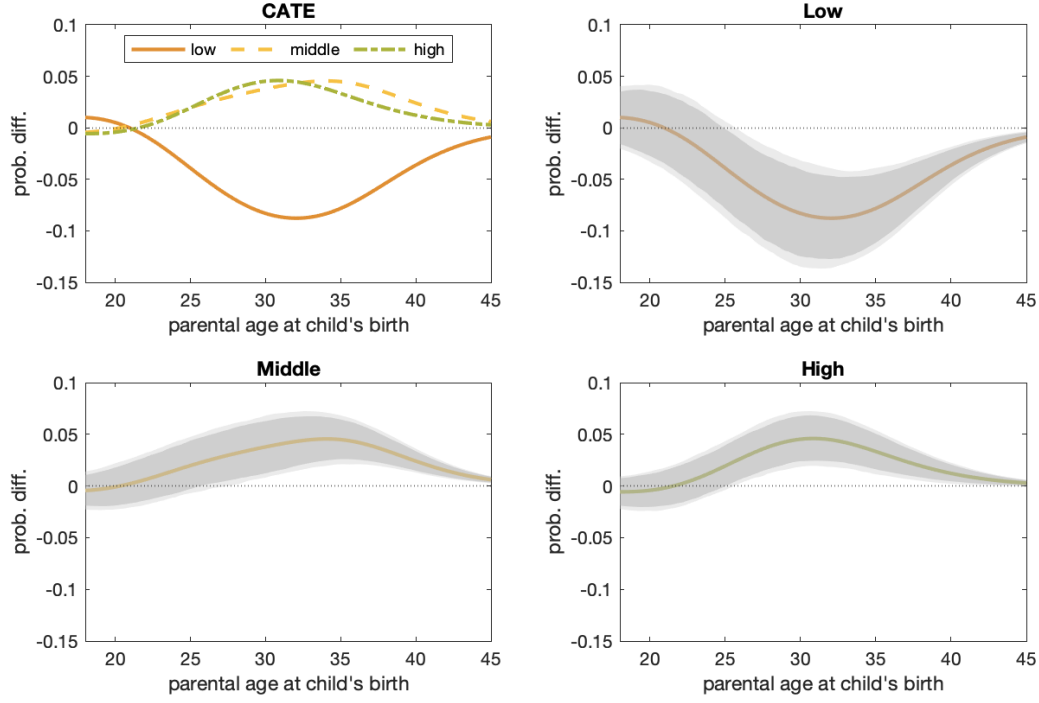 CATE
low middle high
prob. diff.
0.1
0.05
0
-0.05
-0.1
-0.15
20 25 30 35 40 45
parental age at child's birth
Low
prob. diff.
0.1
0.05
0
-0.05
-0.1
-0.15
20 25 30 35 40 45
parental age at child's birth
Middle
prob. diff.
0.1
0.05
0
-0.05
-0.1
-0.15
20 25 30 35 40 45
parental age at child's birth
High
prob. diff.
0.1
0.05
0
-0.05
-0.1
-0.15
20 25 30 35 40 45
parental age at child's birth